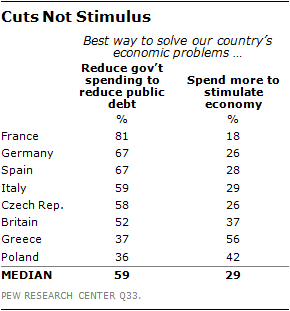 Cuts Not Stimulus
Best way to solve our country's
economic problems …
Reduce gov't
spending to
reduce public
debt
Spend more to
stimulate
economy
% %
France 81 18
Germany 67 26
Spain 67 28
Italy 59 29
Czech Rep. 58 26
Britain 52 37
Greece 37 56
Poland 36 42
MEDIAN 59 29
PEW RESEARCH CENTER Q33.